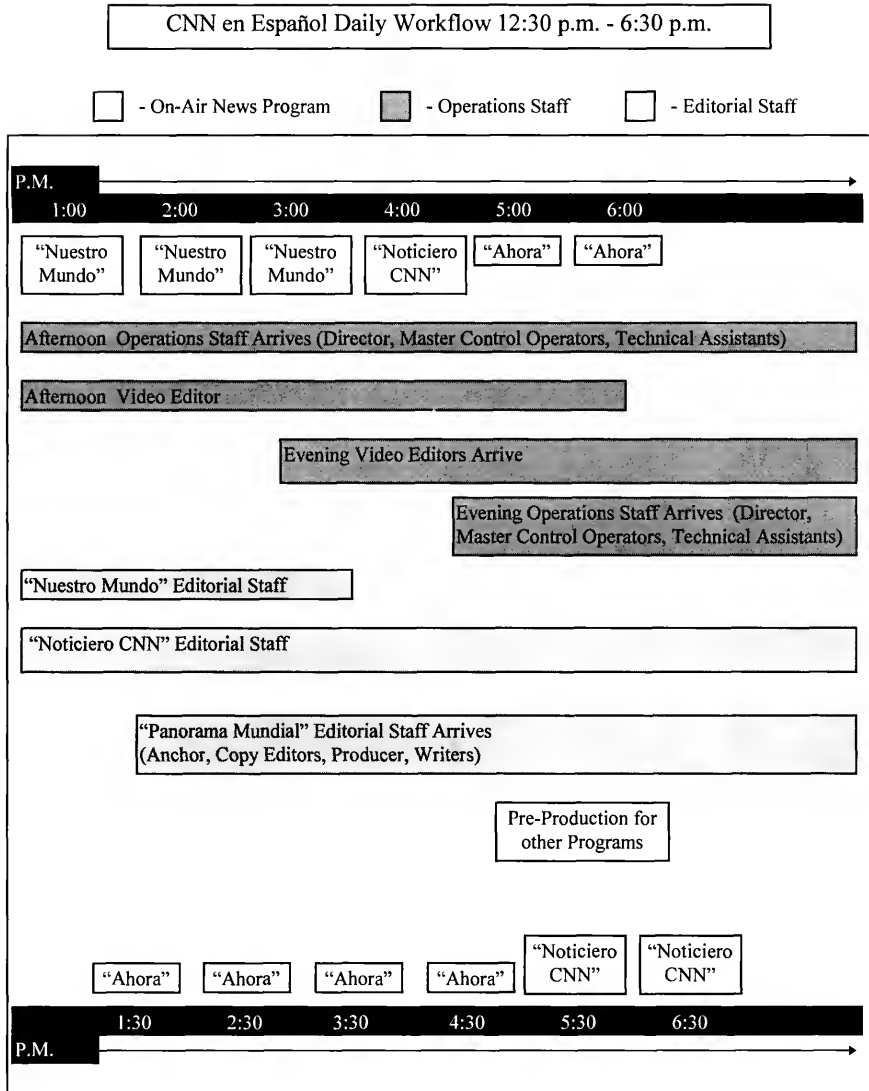 CNN en Español Daily Workflow 12:30 p.m. - 6:30 p.m.
- On-Air News Program
- Operations Staff
- Editorial Staff
P.M.
1:00 2:00 3:00 4:00 5:00 6:00
“Nuestro
Mundo”
“Nuestro
Mundo”
“Nuestro
Mundo”
“Noticiero
CNN”
“Ahora”
“Ahora”
Afternoon Operations Staff Arrives (Director, Master Control Operators, Technical Assistants)
Afternoon Video Editor
Evening Video Editors Arrive
Evening Operations Staff Arrives (Director,
Master Control Operators, Technical Assistants)
“Nuestro Mundo” Editorial Staff
“Noticiero CNN” Editorial Staff
“Panorama Mundial” Editorial Staff Arrives
(Anchor, Copy Editors, Producer, Writers)
Pre-Production for
other Programs
“Ahora”
“Ahora”
“Ahora”
“Ahora”
“Noticiero
CNN”
“Noticiero
CNN”
1:30 2:30 3:30 4:30 5:30 6:30
P.M.